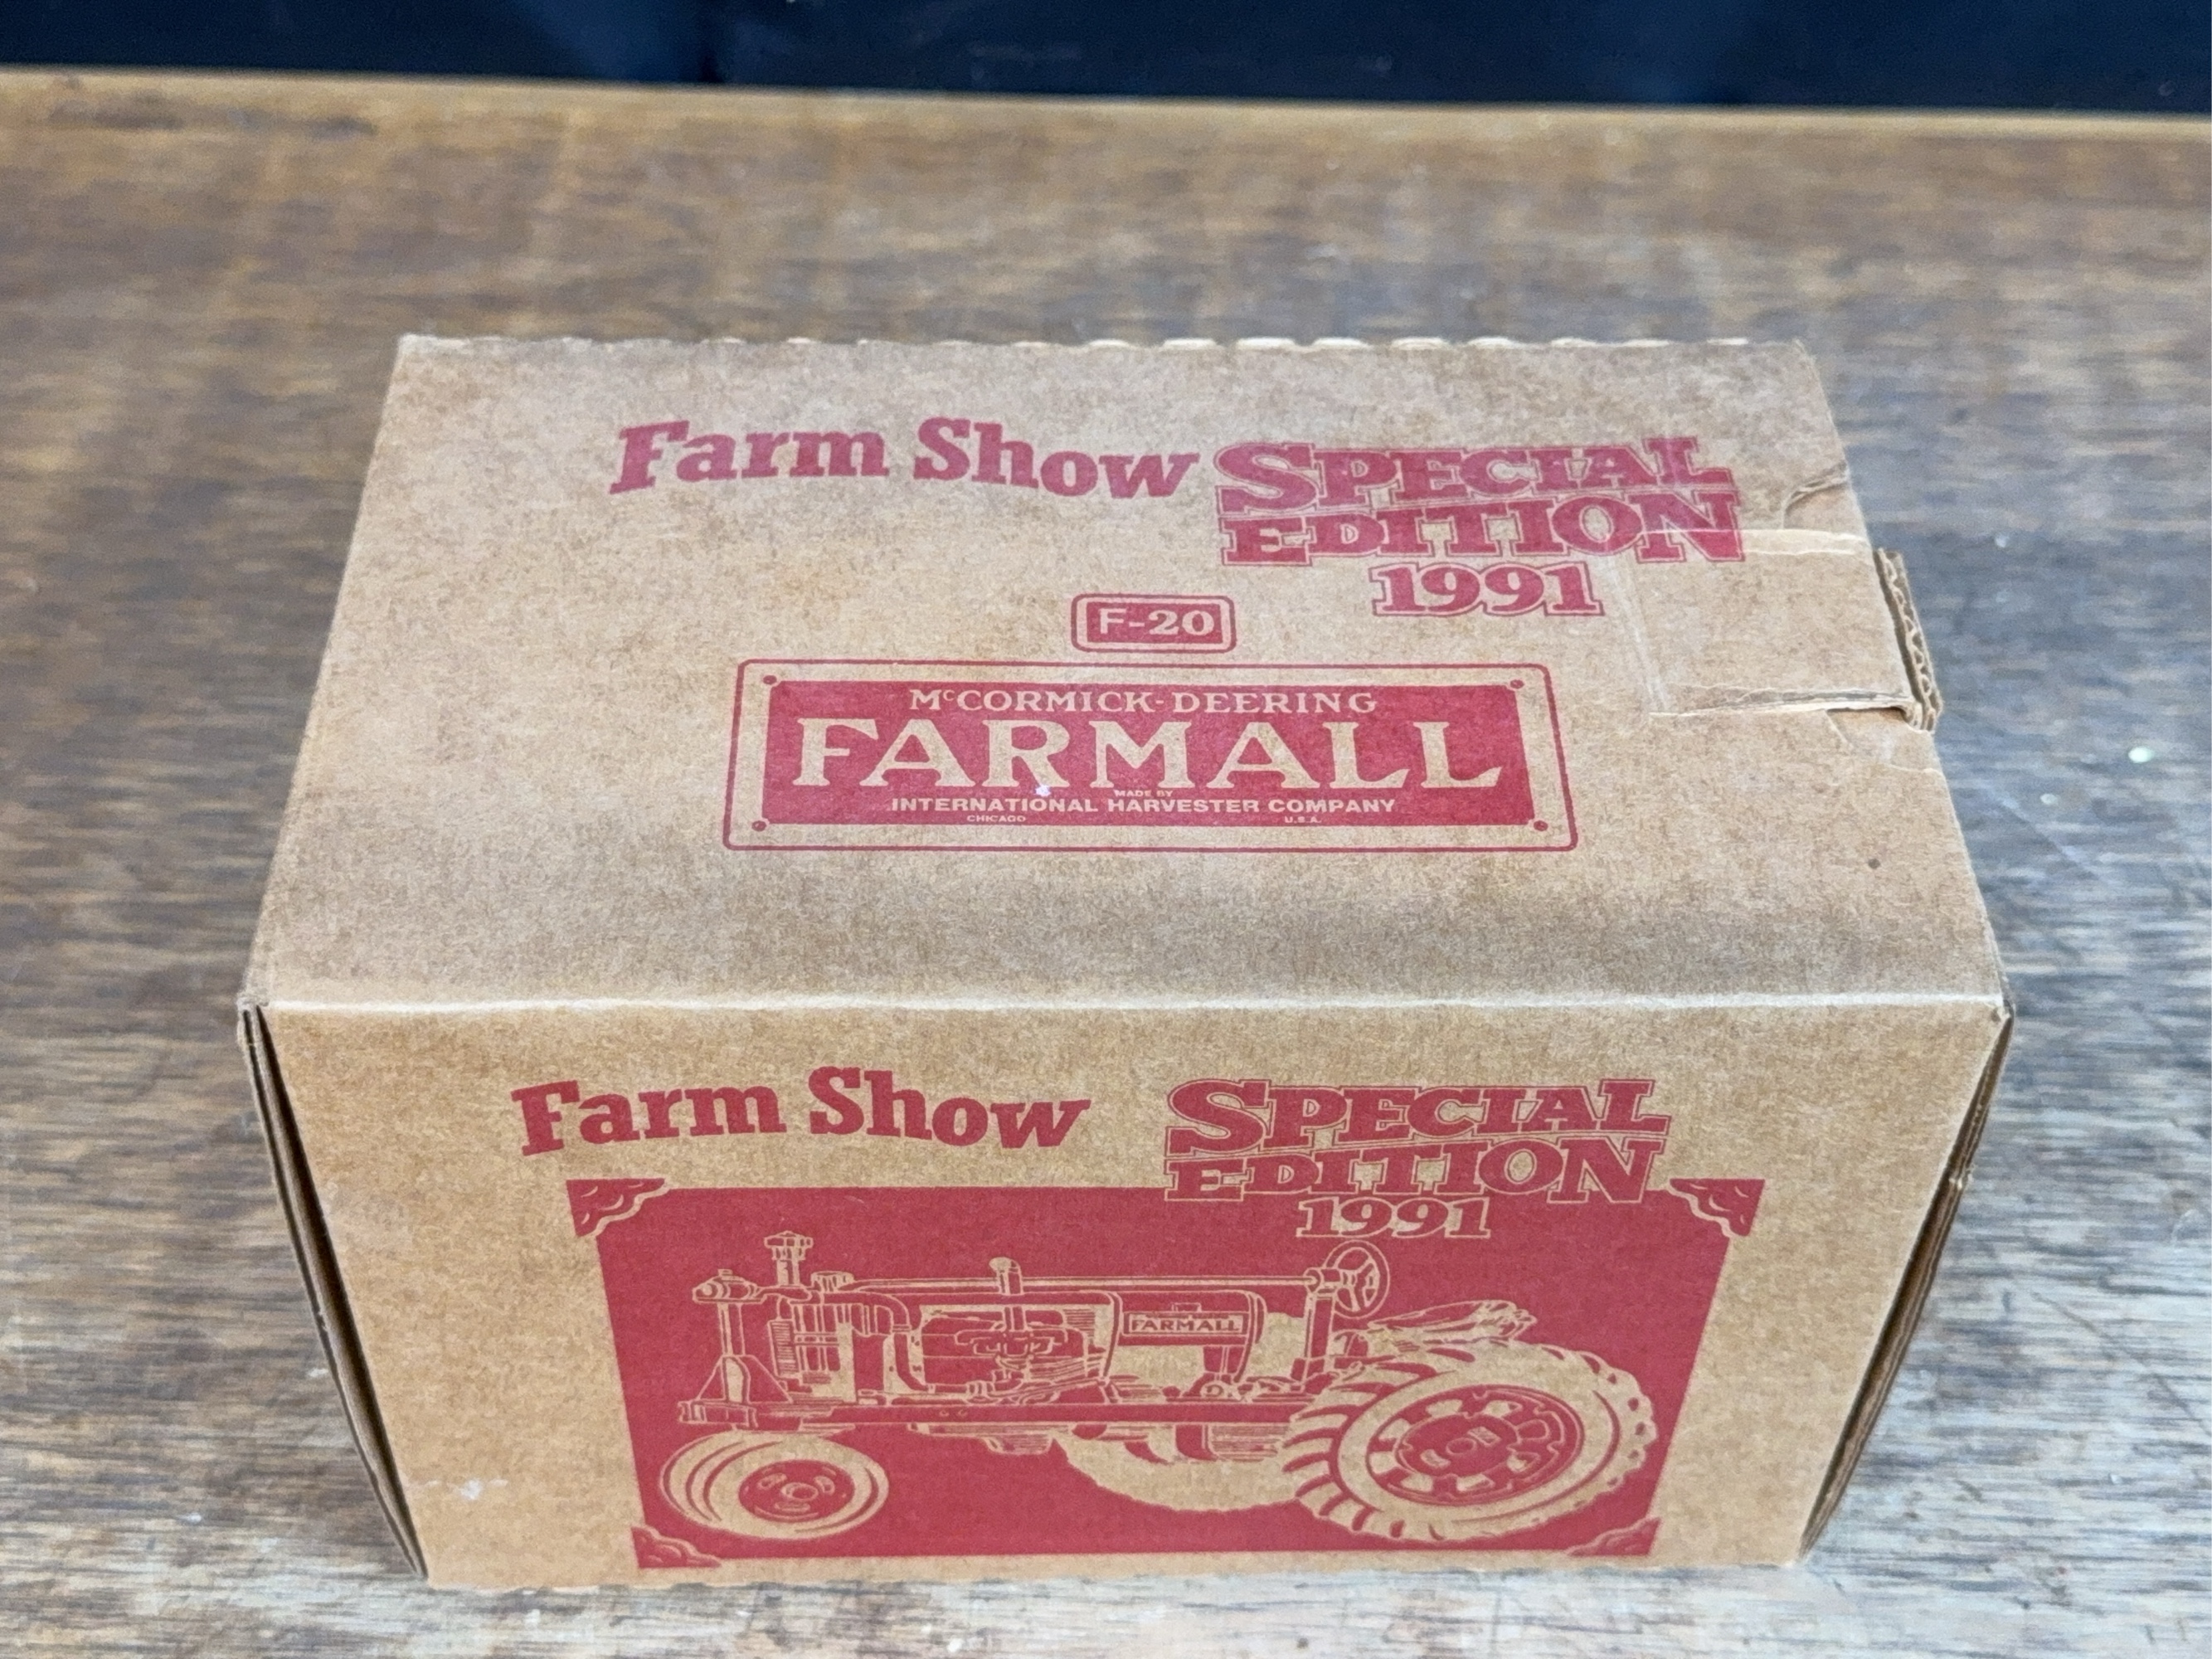 Farm Show SPECIAL
EDITION
1991
F-20
McCORMICK-DEERING
FARMALL
MADE BY
INTERNATIONAL HARVESTER COMPANY
CHICAGO U.S.A.
Farm Show SPECIAL
EDITION
1991
FARMALL